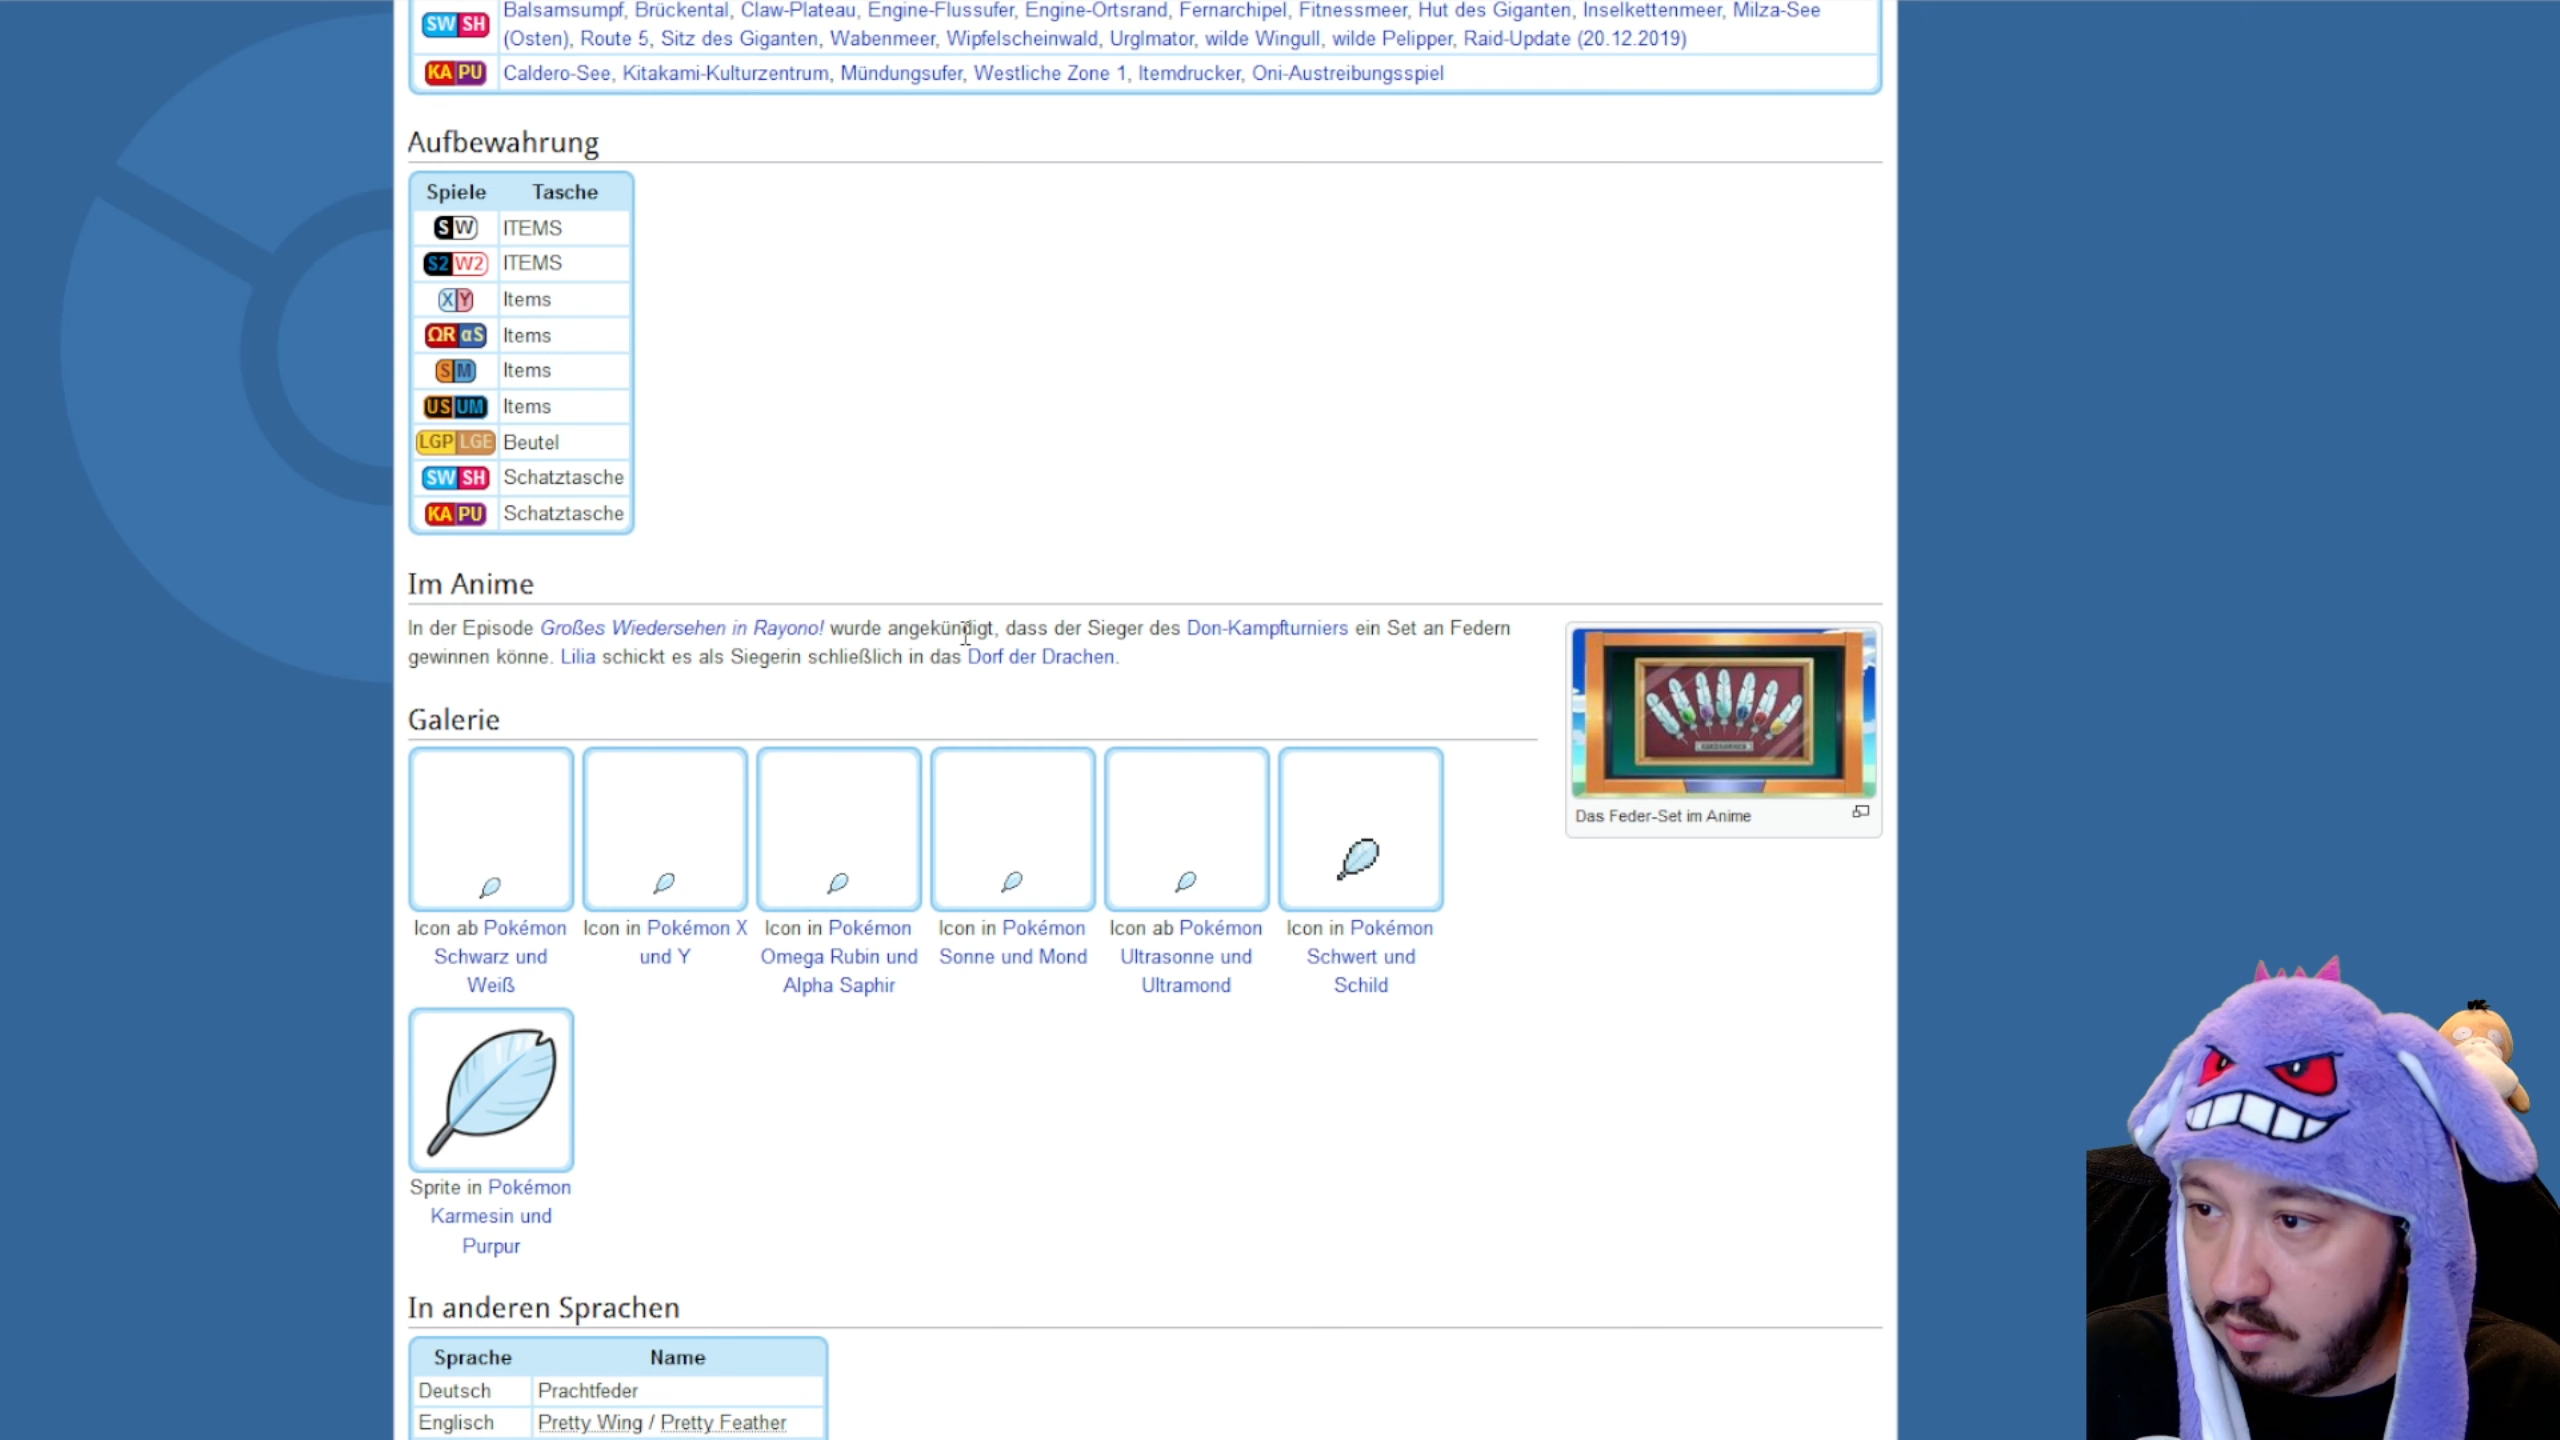 SW SH Balsamsumpf, Brückental, Claw-Plateau, Engine-Flussufer, Engine-Ortsrand, Fernarchipel, Fitnessmeer, Hut des Giganten, Inselkettenmeer, Milza-See
(Osten), Route 5, Sitz des Giganten, Wabenmeer, Wipfelscheinwald, Urglmator, wilde Wingull, wilde Pelipper, Raid-Update (20.12.2019)
KA PU Caldero-See, Kitakami-Kulturzentrum, Mündungsufer, Westliche Zone 1, Itemdrucker, Oni-Austreibungsspiel
Aufbewahrung
Spiele Tasche
S W ITEMS
S2 W2 ITEMS
X Y Items
ΩR αS Items
S M Items
US UM Items
LGP LGE Beutel
SW SH Schatztasche
KA PU Schatztasche
Im Anime
In der Episode Großes Wiedersehen in Rayono! wurde angekündigt, dass der Sieger des Don-Kampfturniers ein Set an Federn
gewinnen könne. Lilia schickt es als Siegerin schließlich in das Dorf der Drachen.
Das Feder-Set im Anime
Galerie
Icon ab Pokémon
Schwarz und
Weiß
Icon in Pokémon X
und Y
Icon in Pokémon
Omega Rubin und
Alpha Saphir
Icon in Pokémon
Sonne und Mond
Icon ab Pokémon
Ultrasonne und
Ultramond
Icon in Pokémon
Schwert und
Schild
Sprite in Pokémon
Karmesin und
Purpur
In anderen Sprachen
Sprache Name
Deutsch Prachtfeder
Englisch Pretty Wing / Pretty Feather